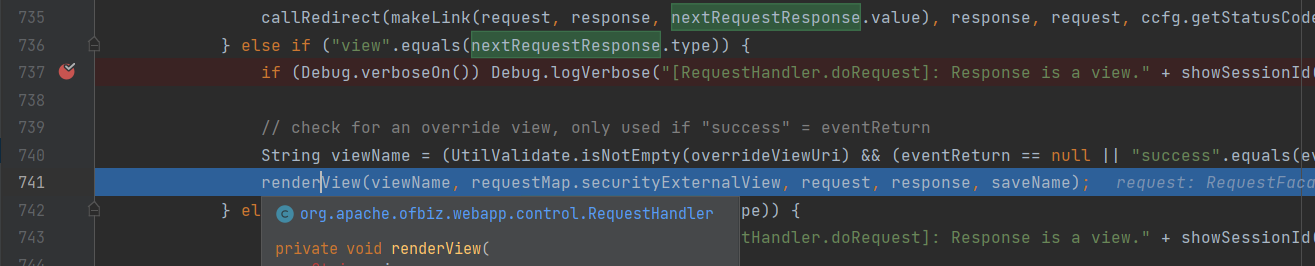 735 callRedirect(makeLink(request, response, nextRequestResponse.value), response, request, ccfg.getStatusCode
736 } else if ("view".equals(nextRequestResponse.type)) {
737 if (Debug.verboseOn()) Debug.logVerbose("[RequestHandler.doRequest]: Response is a view." + showSessionId(
738
739 // check for an override view, only used if "success" = eventReturn
740 String viewName = (UtilValidate.isNotEmpty(overrideViewUri) && (eventReturn == null || "success".equals(ev
741 renderView(viewName, requestMap.securityExternalView, request, response, saveName); request: RequestFaca
742 } el pe)) {
org.apache.ofbiz.webapp.control.RequestHandler
743 tHandler.doRequest]: Response is a view." + showSessionId(
private void renderView(
744